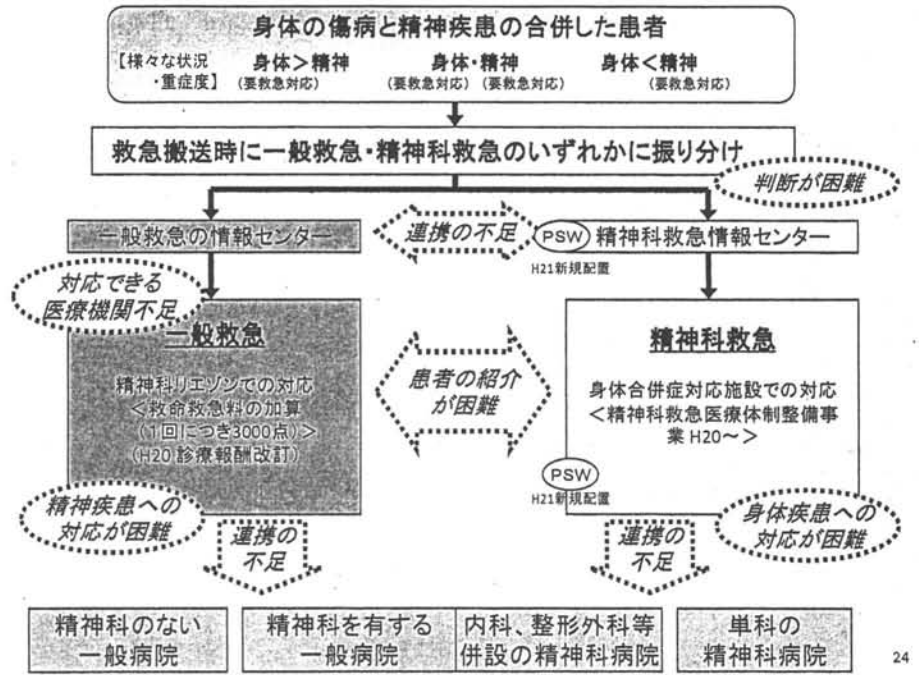 身体の傷病と精神疾患の合併した患者
【様々な状況
・重症度】
身体＞精神
(要救急対応)
身体・精神
(要救急対応) (要救急対応)
身体＜精神
(要救急対応)
救急搬送時に一般救急・精神科救急のいずれかに振り分け
判断が困難
一般救急の情報センター
連携の不足
PSW 精神科救急情報センター
H21新規配置
対応できる
医療機関不足
一般救急
精神科リエゾンでの対応
＜救命救急料の加算
（1回につき3000点）＞
(H20 診療報酬改訂)
患者の紹介
が困難
精神科救急
身体合併症対応施設での対応
＜精神科救急医療体制整備事
業 H20～＞
PSW
H21新規配置
精神疾患への
対応が困難
連携の
不足
連携の
不足
身体疾患への
対応が困難
精神科のない
一般病院
精神科を有する
一般病院
内科、整形外科等
併設の精神科病院
単科の
精神科病院
24